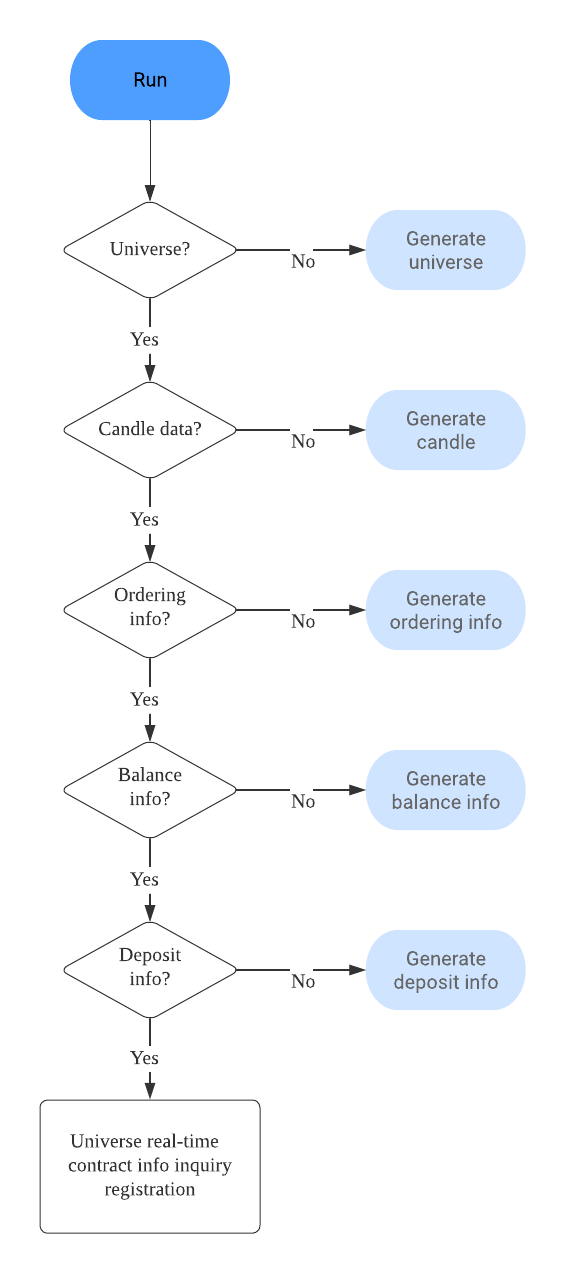 Run
Universe?
No
Generate
universe
Yes
Candle data?
No
Generate
candle
Yes
Ordering
info?
No
Generate
ordering info
Yes
Balance
info?
No
Generate
balance info
Yes
Deposit
info?
No
Generate
deposit info
Yes
Universe real-time
contract info inquiry
registration